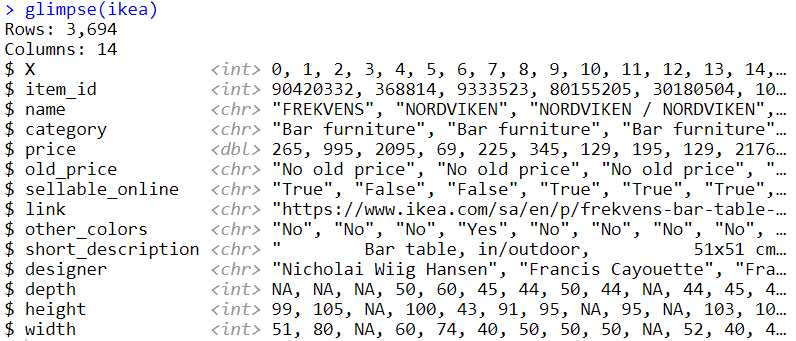 > glimpse(ikea)
Rows: 3,694
Columns: 14
$ X                 <int> 0, 1, 2, 3, 4, 5, 6, 7, 8, 9, 10, 11, 12, 13, 14,…
$ item_id           <int> 90420332, 368814, 9333523, 80155205, 30180504, 10…
$ name              <chr> "FREKVENS", "NORDVIKEN", "NORDVIKEN / NORDVIKEN",…
$ category          <chr> "Bar furniture", "Bar furniture", "Bar furniture"…
$ price             <dbl> 265, 995, 2095, 69, 225, 345, 129, 195, 129, 2176…
$ old_price         <chr> "No old price", "No old price", "No old price", "…
$ sellable_online   <chr> "True", "False", "False", "True", "True", "True",…
$ link              <chr> "https://www.ikea.com/sa/en/p/frekvens-bar-table-…
$ other_colors      <chr> "No", "No", "No", "Yes", "No", "No", "No", "No", …
$ short_description <chr> "        Bar table, in/outdoor,          51x51 cm…
$ designer          <chr> "Nicholai Wiig Hansen", "Francis Cayouette", "Fra…
$ depth             <int> NA, NA, NA, 50, 60, 45, 44, 50, 44, NA, 44, 45, 4…
$ height            <int> 99, 105, NA, 100, 43, 91, 95, NA, 95, NA, 103, 10…
$ width             <int> 51, 80, NA, 60, 74, 40, 50, 50, 50, NA, 52, 40, 4…